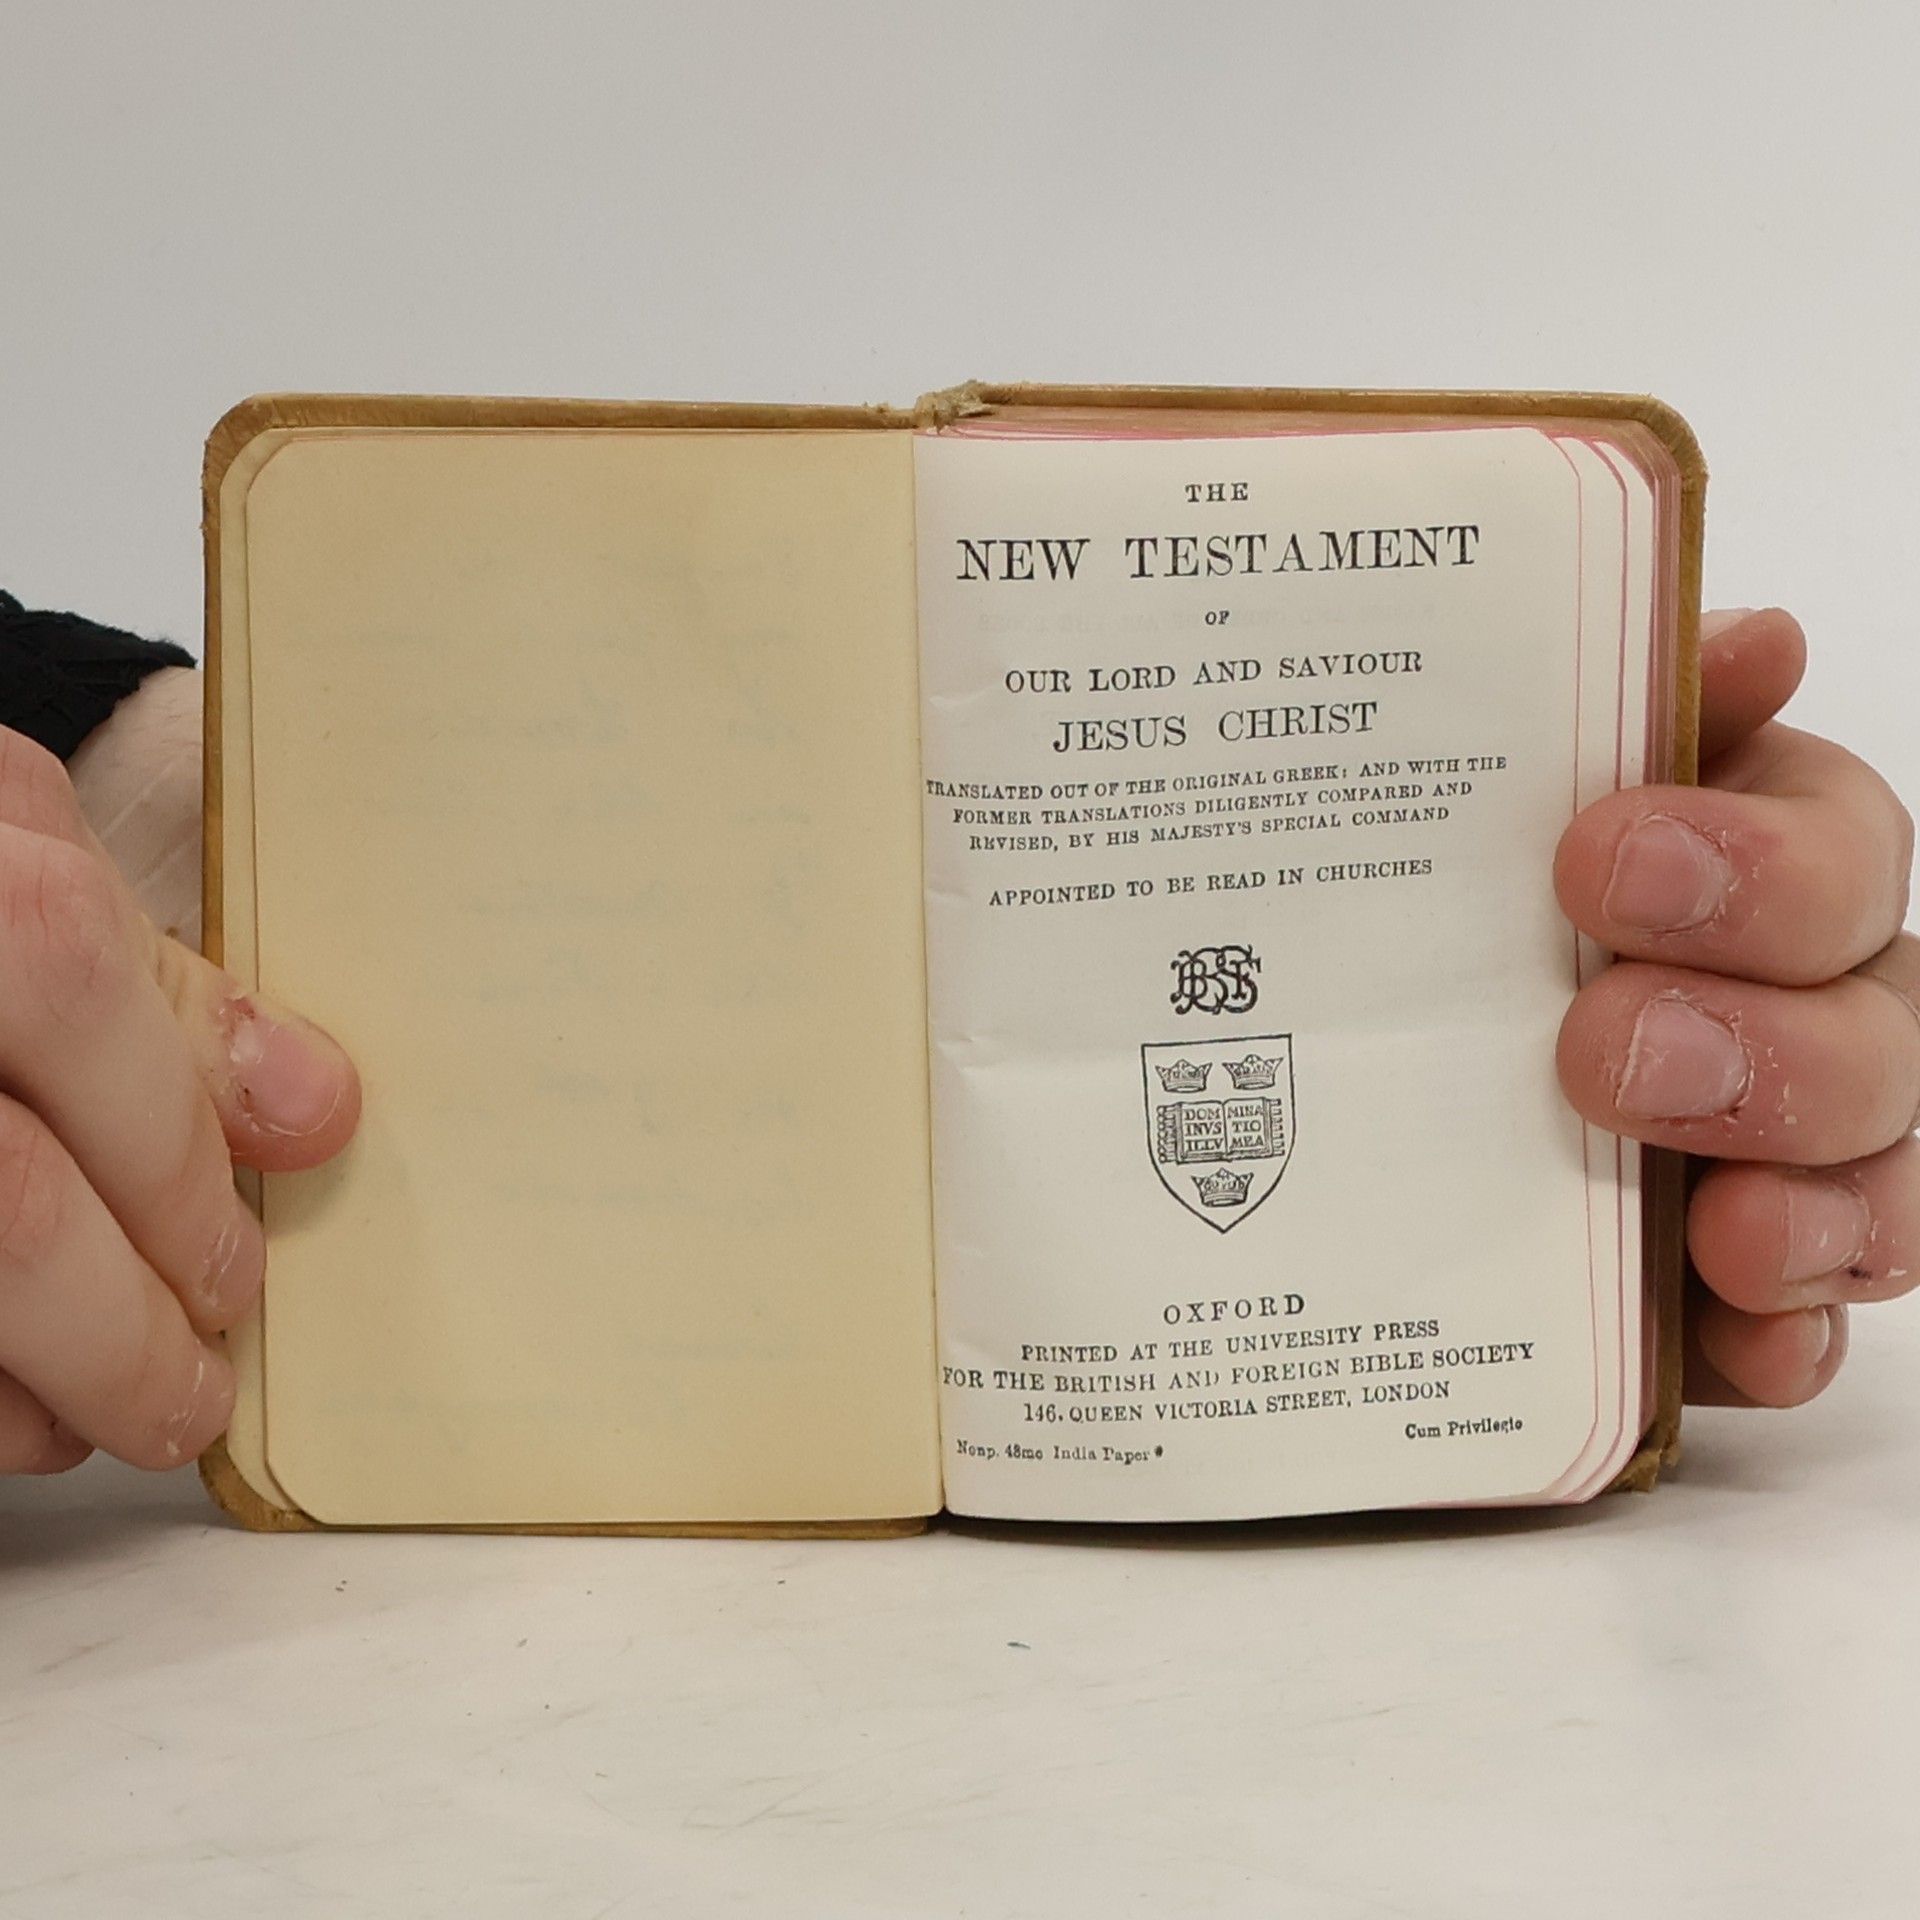 THE
NEW TESTAMENT
OF
OUR LORD AND SAVIOUR
JESUS CHRIST
TRANSLATED OUT OF THE ORIGINAL GREEK: AND WITH THE
FORMER TRANSLATIONS DILIGENTLY COMPARED AND
REVISED, BY HIS MAJESTY'S SPECIAL COMMAND
APPOINTED TO BE READ IN CHURCHES
BFBS
DOM MINA
INVS TIO
ILLV MEA
OXFORD
PRINTED AT THE UNIVERSITY PRESS
FOR THE BRITISH AND FOREIGN BIBLE SOCIETY
146, QUEEN VICTORIA STREET, LONDON
Cum Privilegio
Nonp. 48mo India Paper *